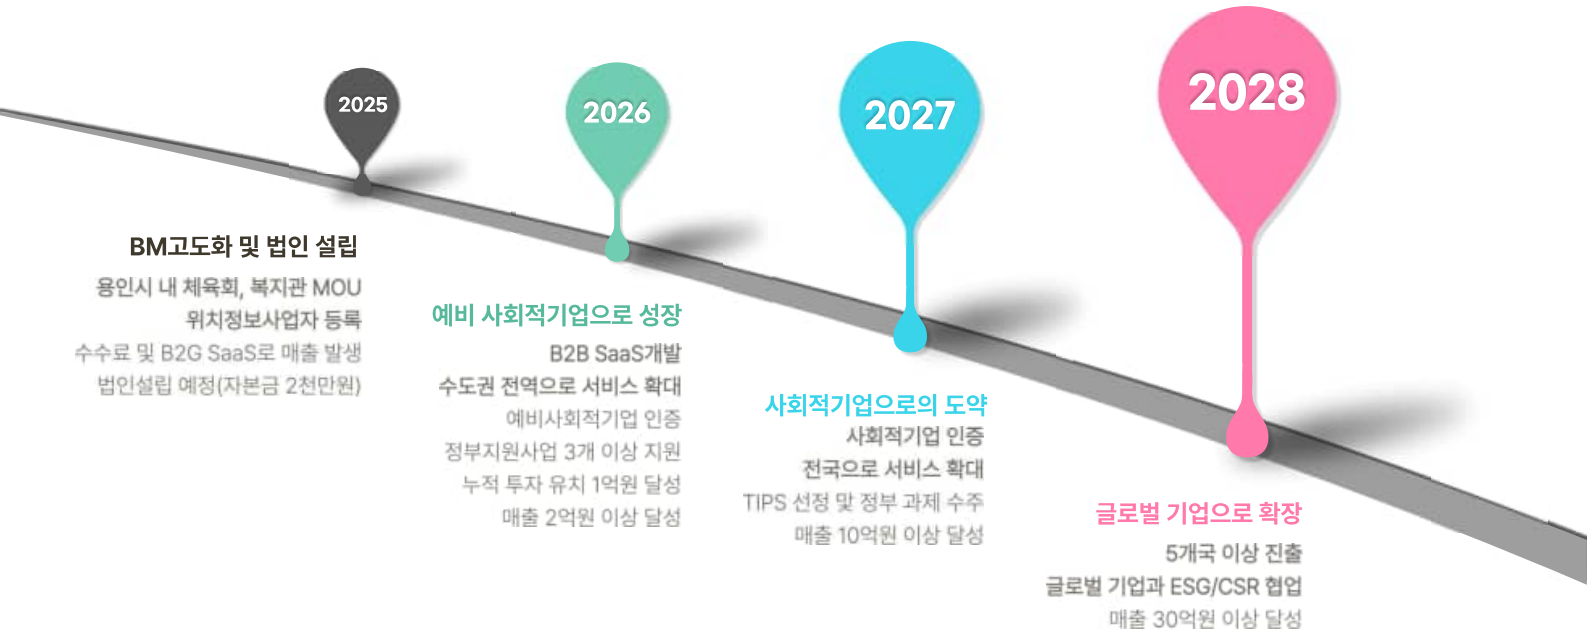 2025
BM고도화 및 법인 설립
용인시 내 체육회, 복지관 MOU
위치정보사업자 등록
수수료 및 B2G SaaS로 매출 발생
법인설립 예정(자본금 2천만원)
2026
예비 사회적기업으로 성장
B2B SaaS개발
수도권 전역으로 서비스 확대
예비사회적기업 인증
정부지원사업 3개 이상 지원
누적 투자 유치 1억원 달성
매출 2억원 이상 달성
2027
사회적기업으로의 도약
사회적기업 인증
전국으로 서비스 확대
TIPS 선정 및 정부 과제 수주
매출 10억원 이상 달성
2028
글로벌 기업으로 확장
5개국 이상 진출
글로벌 기업과 ESG/CSR 협업
매출 30억원 이상 달성